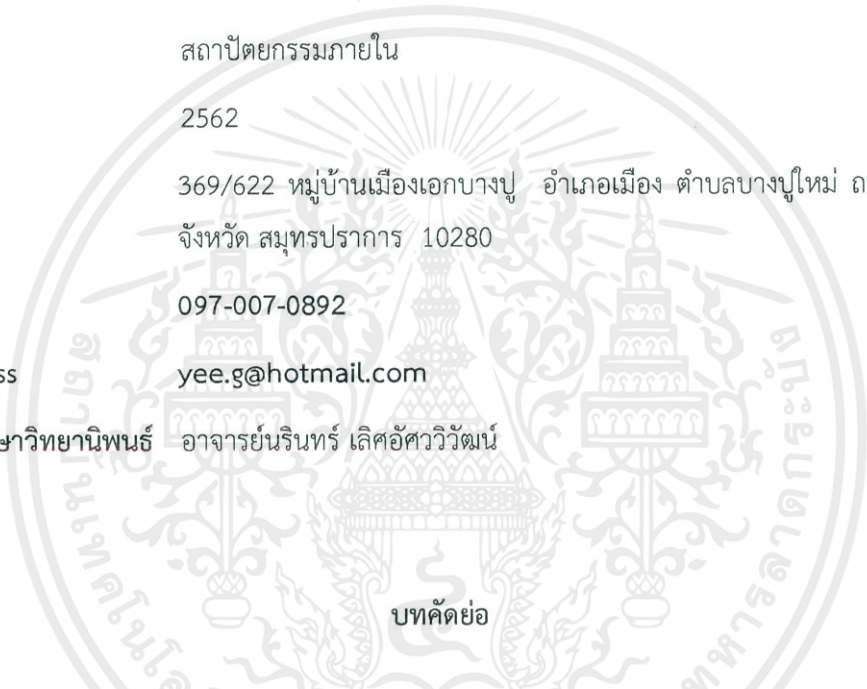 สถาปัตยกรรมภายใน
2562
369/622 หมู่บ้านเมืองเอกบางปู อำเภอเมือง ตำบลบางปูใหม่ ถ
จังหวัด สมุทรปราการ 10280
097-007-0892
ss yee.g@hotmail.com
ษาวิทยานิพนธ์ อาจารย์นรินทร์ เลิศอัศววิวัฒน์
บทคัดย่อ